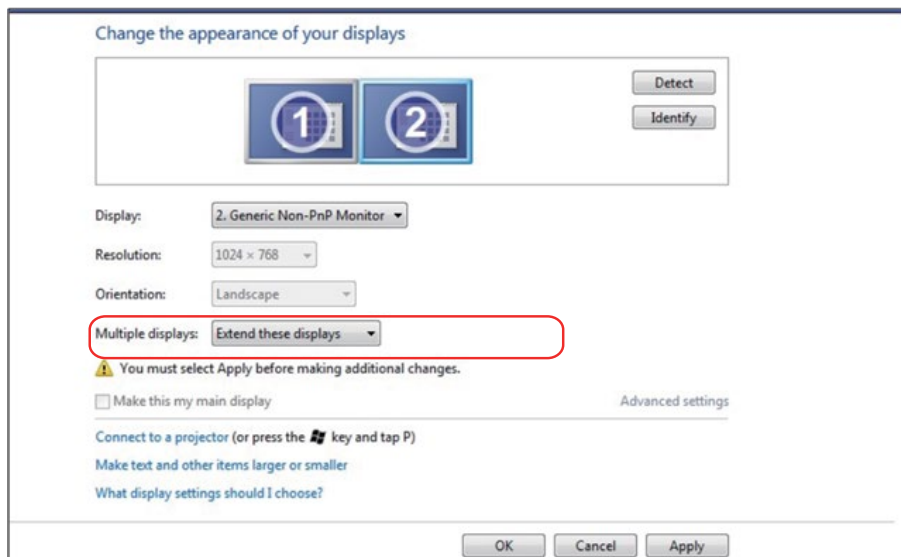 Change the appearance of your displays
1 2
Detect
Identify
Display: 2. Generic Non-PnP Monitor
Resolution: 1024 × 768
Orientation: Landscape
Multiple displays: Extend these displays
You must select Apply before making additional changes.
Make this my main display Advanced settings
Connect to a projector (or press the key and tap P)
Make text and other items larger or smaller
What display settings should I choose?
OK Cancel Apply